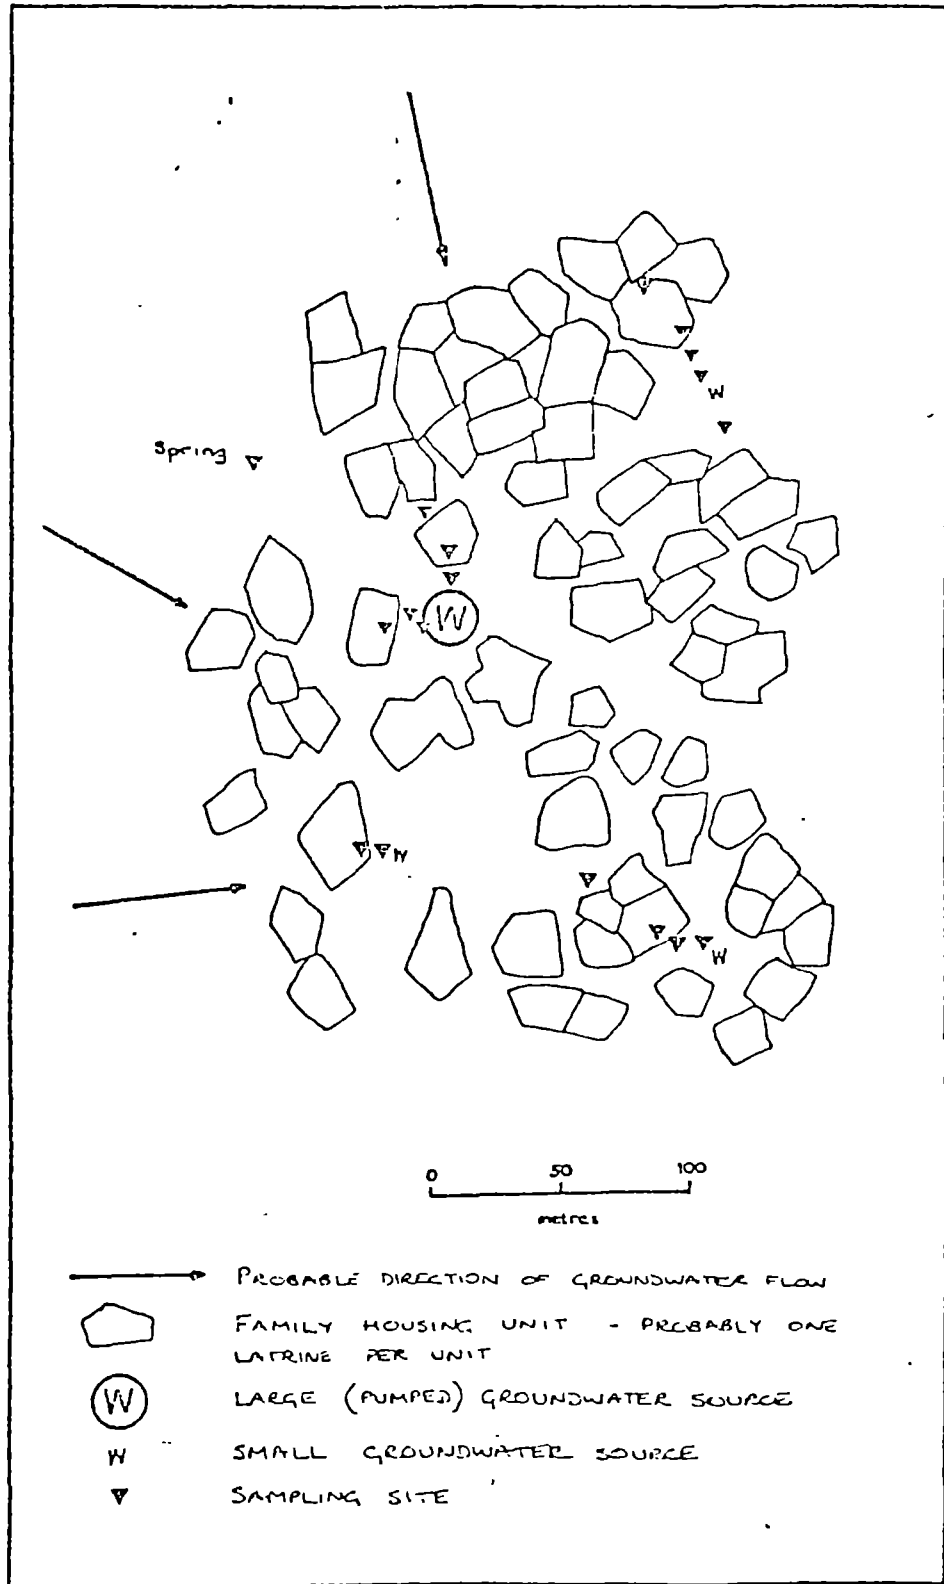 W
Spring
W
W
W
0 50 100
metres
PROBABLE DIRECTION OF GROUNDWATER FLOW
FAMILY HOUSING UNIT - PROBABLY ONE
LATRINE PER UNIT
W LARGE (PUMPED) GROUNDWATER SOURCE
W SMALL GROUNDWATER SOURCE
SAMPLING SITE